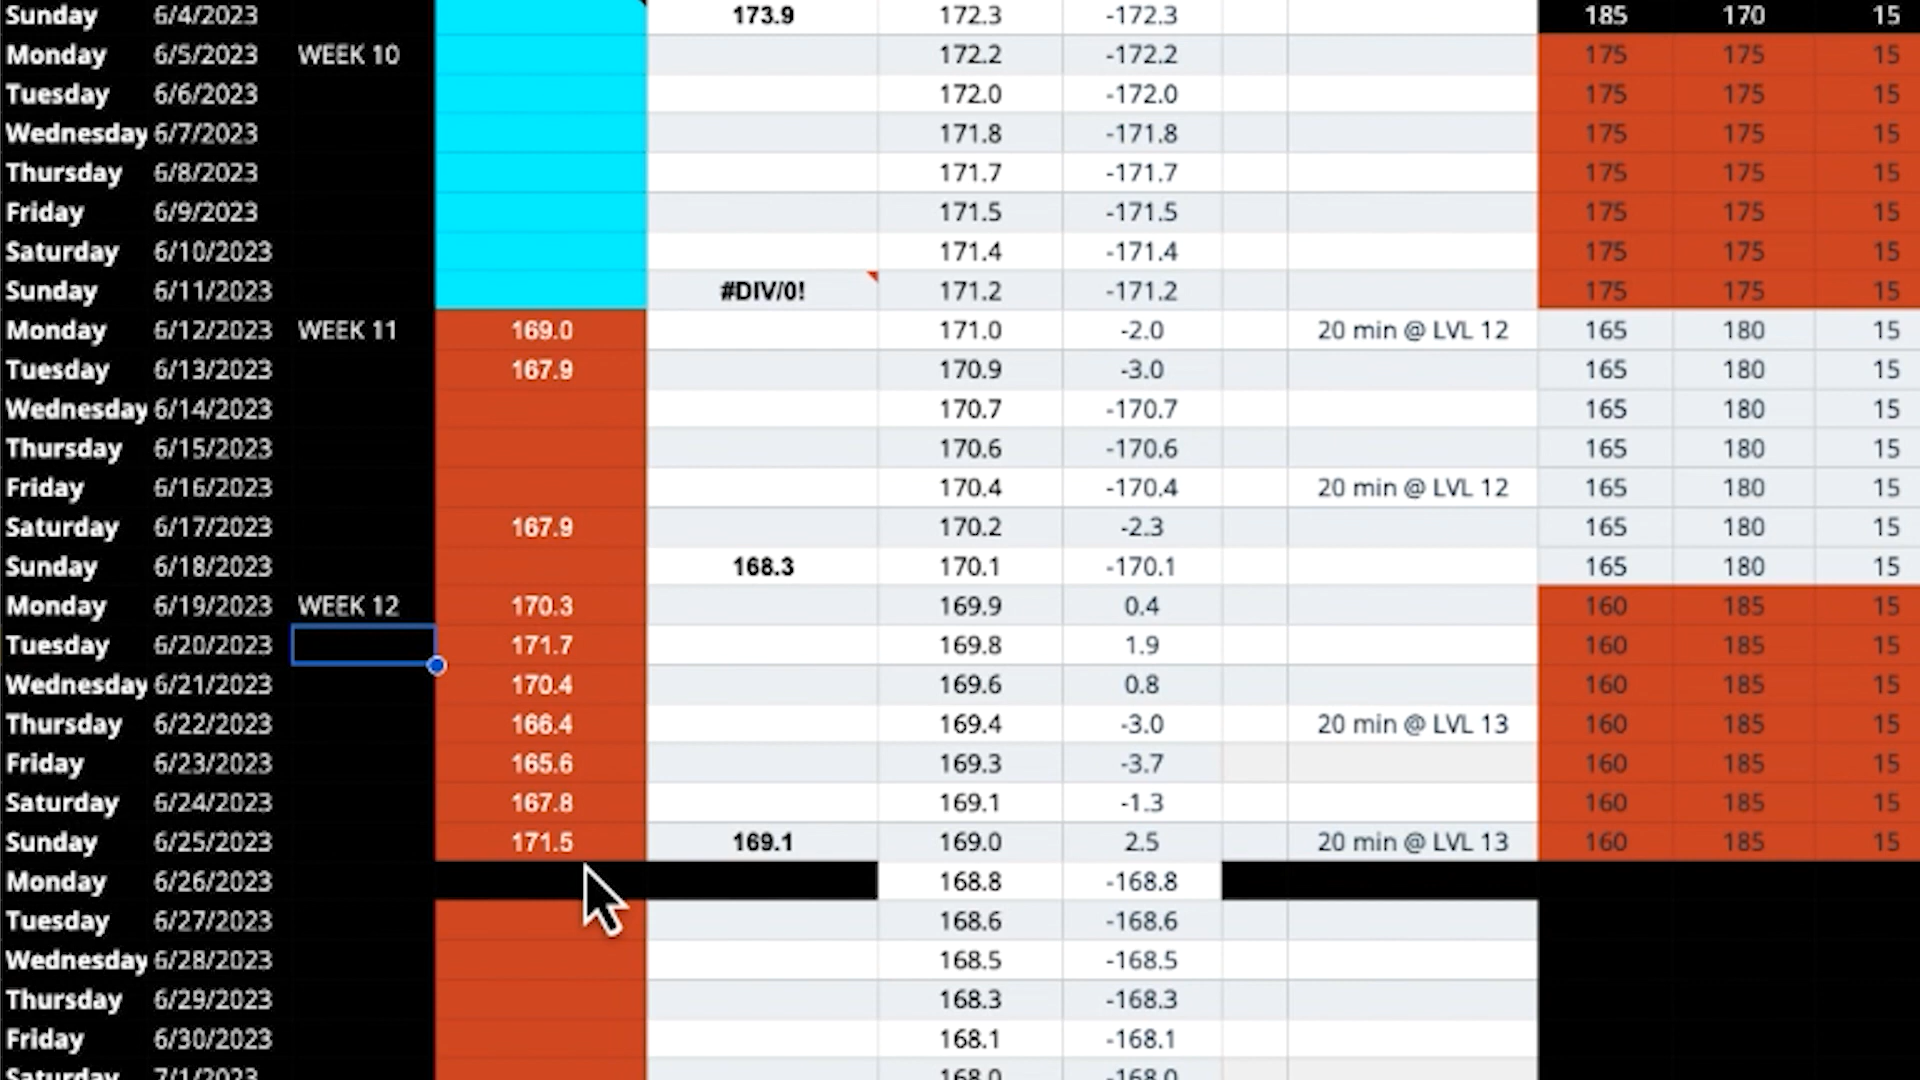 Sunday 6/4/2023 173.9 172.3 -172.3 185 170 15
Monday 6/5/2023 WEEK 10 172.2 -172.2 175 175 15
Tuesday 6/6/2023 172.0 -172.0 175 175 15
Wednesday 6/7/2023 171.8 -171.8 175 175 15
Thursday 6/8/2023 171.7 -171.7 175 175 15
Friday 6/9/2023 171.5 -171.5 175 175 15
Saturday 6/10/2023 171.4 -171.4 175 175 15
Sunday 6/11/2023 #DIV/0! 171.2 -171.2 175 175 15
Monday 6/12/2023 WEEK 11 169.0 171.0 -2.0 20 min @ LVL 12 165 180 15
Tuesday 6/13/2023 167.9 170.9 -3.0 165 180 15
Wednesday 6/14/2023 170.7 -170.7 165 180 15
Thursday 6/15/2023 170.6 -170.6 165 180 15
Friday 6/16/2023 170.4 -170.4 20 min @ LVL 12 165 180 15
Saturday 6/17/2023 167.9 170.2 -2.3 165 180 15
Sunday 6/18/2023 168.3 170.1 -170.1 165 180 15
Monday 6/19/2023 WEEK 12 170.3 169.9 0.4 160 185 15
Tuesday 6/20/2023 171.7 169.8 1.9 160 185 15
Wednesday 6/21/2023 170.4 169.6 0.8 160 185 15
Thursday 6/22/2023 166.4 169.4 -3.0 20 min @ LVL 13 160 185 15
Friday 6/23/2023 165.6 169.3 -3.7 160 185 15
Saturday 6/24/2023 167.8 169.1 -1.3 160 185 15
Sunday 6/25/2023 171.5 169.1 169.0 2.5 20 min @ LVL 13 160 185 15
Monday 6/26/2023 168.8 -168.8
Tuesday 6/27/2023 168.6 -168.6
Wednesday 6/28/2023 168.5 -168.5
Thursday 6/29/2023 168.3 -168.3
Friday 6/30/2023 168.1 -168.1
Saturday 7/1/2023 168.0 -168.0